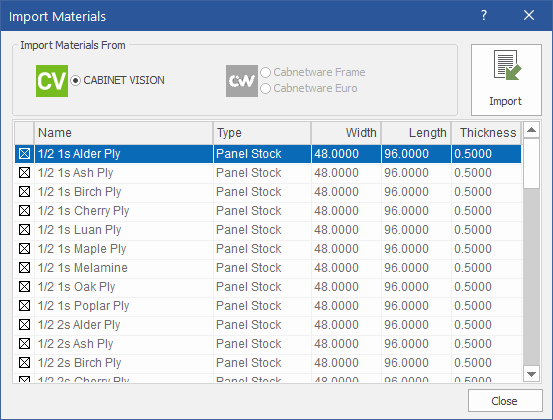 Import Materials ? ×
Import Materials From
CV CABINET VISION CW Cabnetware Frame
Cabnetware Euro
Import
Name Type Width Length Thickness
1/2 1s Alder Ply Panel Stock 48.0000 96.0000 0.5000
1/2 1s Ash Ply Panel Stock 48.0000 96.0000 0.5000
1/2 1s Birch Ply Panel Stock 48.0000 96.0000 0.5000
1/2 1s Cherry Ply Panel Stock 48.0000 96.0000 0.5000
1/2 1s Luan Ply Panel Stock 48.0000 96.0000 0.5000
1/2 1s Maple Ply Panel Stock 48.0000 96.0000 0.5000
1/2 1s Melamine Panel Stock 48.0000 96.0000 0.5000
1/2 1s Oak Ply Panel Stock 48.0000 96.0000 0.5000
1/2 1s Poplar Ply Panel Stock 48.0000 96.0000 0.5000
1/2 2s Alder Ply Panel Stock 48.0000 96.0000 0.5000
1/2 2s Ash Ply Panel Stock 48.0000 96.0000 0.5000
1/2 2s Birch Ply Panel Stock 48.0000 96.0000 0.5000
1/2 2s Cherry Ply Panel Stock 48.0000 96.0000 0.5000
Close